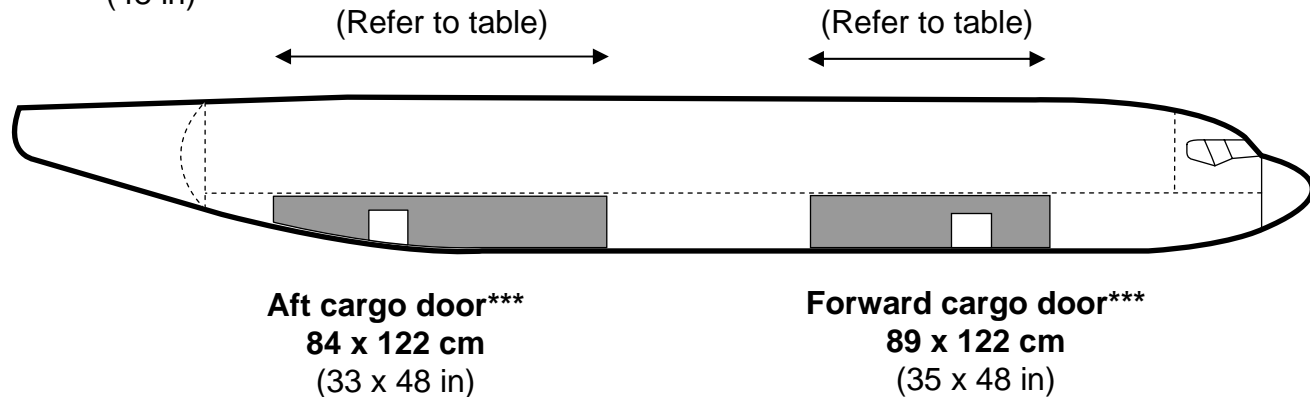 in)
(Refer to table)
(Refer to table)
Aft cargo door***
84 x 122 cm
(33 x 48 in)
Forward cargo door***
89 x 122 cm
(35 x 48 in)